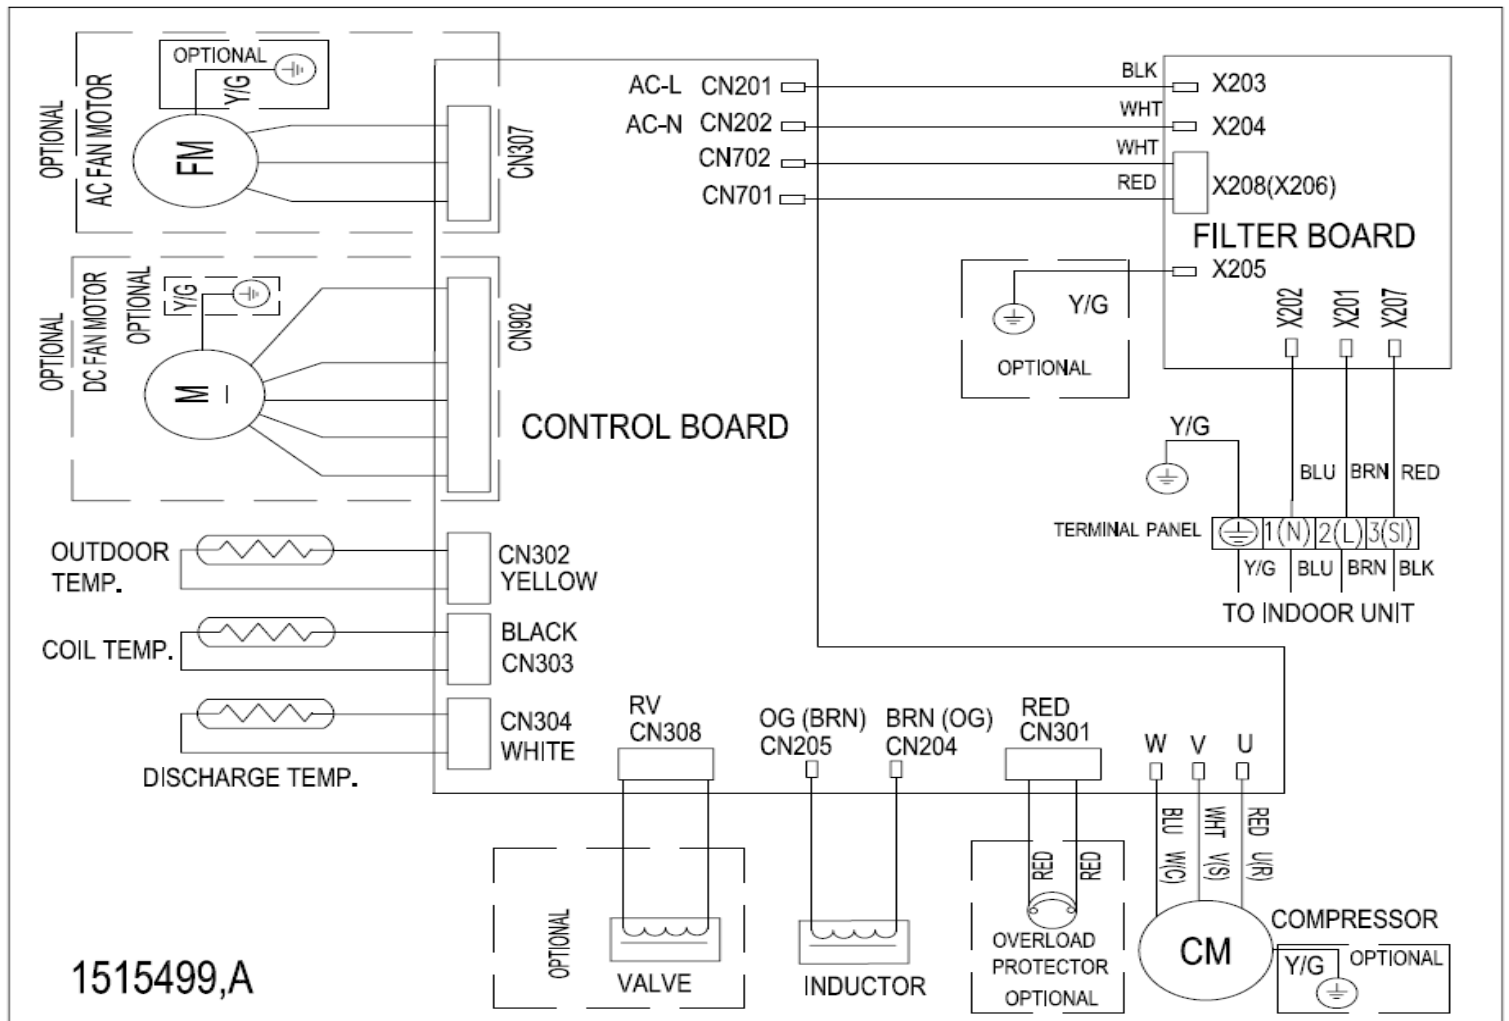 OPTIONAL
AC FAN MOTOR
OPTIONAL
Y/G
FM
CN307
OPTIONAL
DC FAN MOTOR
OPTIONAL
Y/G
M
CN902
CONTROL BOARD
AC-L CN201
AC-N CN202
CN702
CN701
BLK
WHT
WHT
RED
X203
X204
X208(X206)
FILTER BOARD
X205
X202
X201
X207
Y/G
OPTIONAL
Y/G
BLU
BRN
RED
TERMINAL PANEL
1(N) 2(L) 3(SI)
Y/G BLU BRN BLK
TO INDOOR UNIT
OUTDOOR
TEMP.
CN302
YELLOW
COIL TEMP.
BLACK
CN303
CN304
WHITE
DISCHARGE TEMP.
RV
CN308
OG (BRN)
CN205
BRN (OG)
CN204
RED
CN301
W V U
BLU W(C)
WHT V(S)
RED U(R)
OPTIONAL
VALVE
INDUCTOR
RED
RED
OVERLOAD
PROTECTOR
OPTIONAL
CM
COMPRESSOR
Y/G
OPTIONAL
1515499,A